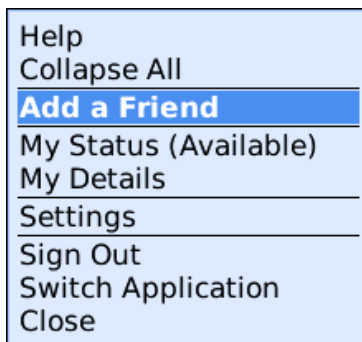 Help
Collapse All
Add a Friend
My Status (Available)
My Details
Settings
Sign Out
Switch Application
Close